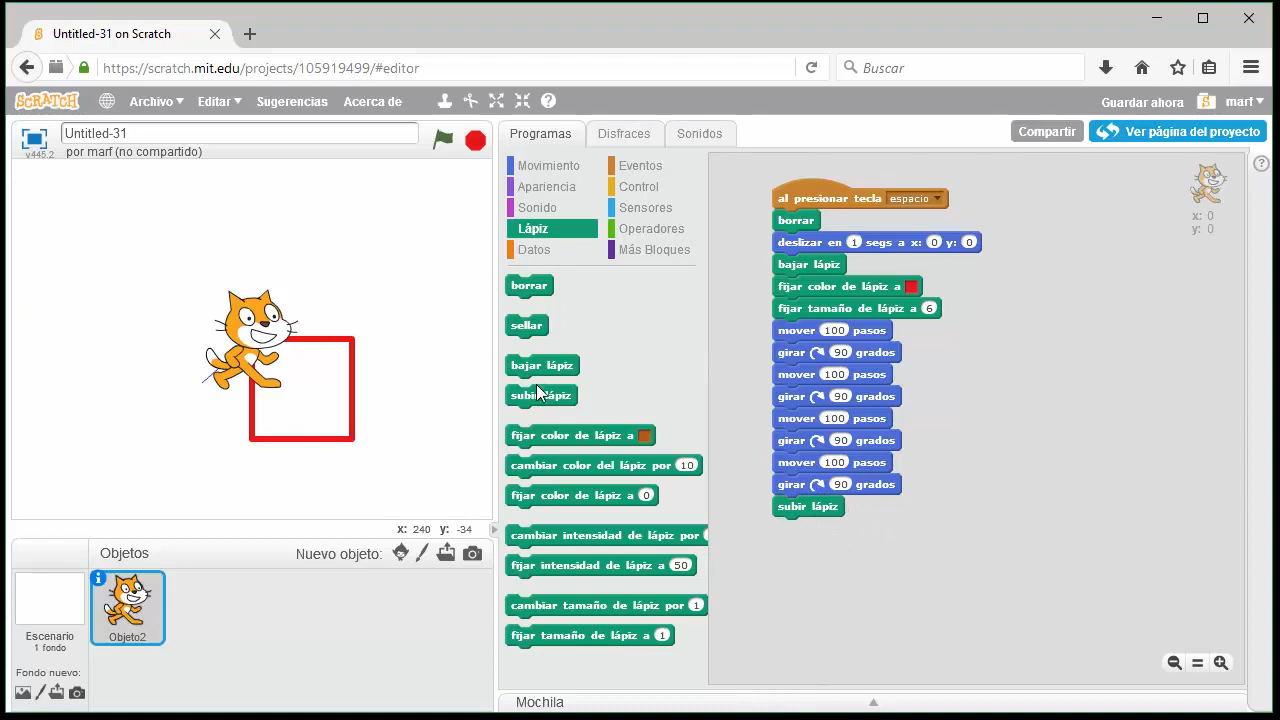 Untitled-31 on Scratch
https://scratch.mit.edu/projects/105919499/#editor
Buscar
SCRATCH
Archivo
Editar
Sugerencias
Acerca de
Guardar ahora
marf
Untitled-31
por marf (no compartido)
v445.2
Programas
Disfraces
Sonidos
Compartir
Ver página del proyecto
Movimiento
Apariencia
Sonido
Lápiz
Datos
Eventos
Control
Sensores
Operadores
Más Bloques
borrar
sellar
bajar lápiz
subir lápiz
fijar color de lápiz a
cambiar color del lápiz por 10
fijar color de lápiz a 0
cambiar intensidad de lápiz por
fijar intensidad de lápiz a 50
cambiar tamaño de lápiz por 1
fijar tamaño de lápiz a 1
al presionar tecla espacio
borrar
deslizar en 1 segs a x: 0 y: 0
bajar lápiz
fijar color de lápiz a
fijar tamaño de lápiz a 6
mover 100 pasos
girar 90 grados
mover 100 pasos
girar 90 grados
mover 100 pasos
girar 90 grados
mover 100 pasos
girar 90 grados
subir lápiz
x: 0
y: 0
x: 240 y: -34
Objetos
Nuevo objeto:
Escenario
1 fondo
Fondo nuevo:
Objeto2
Mochila